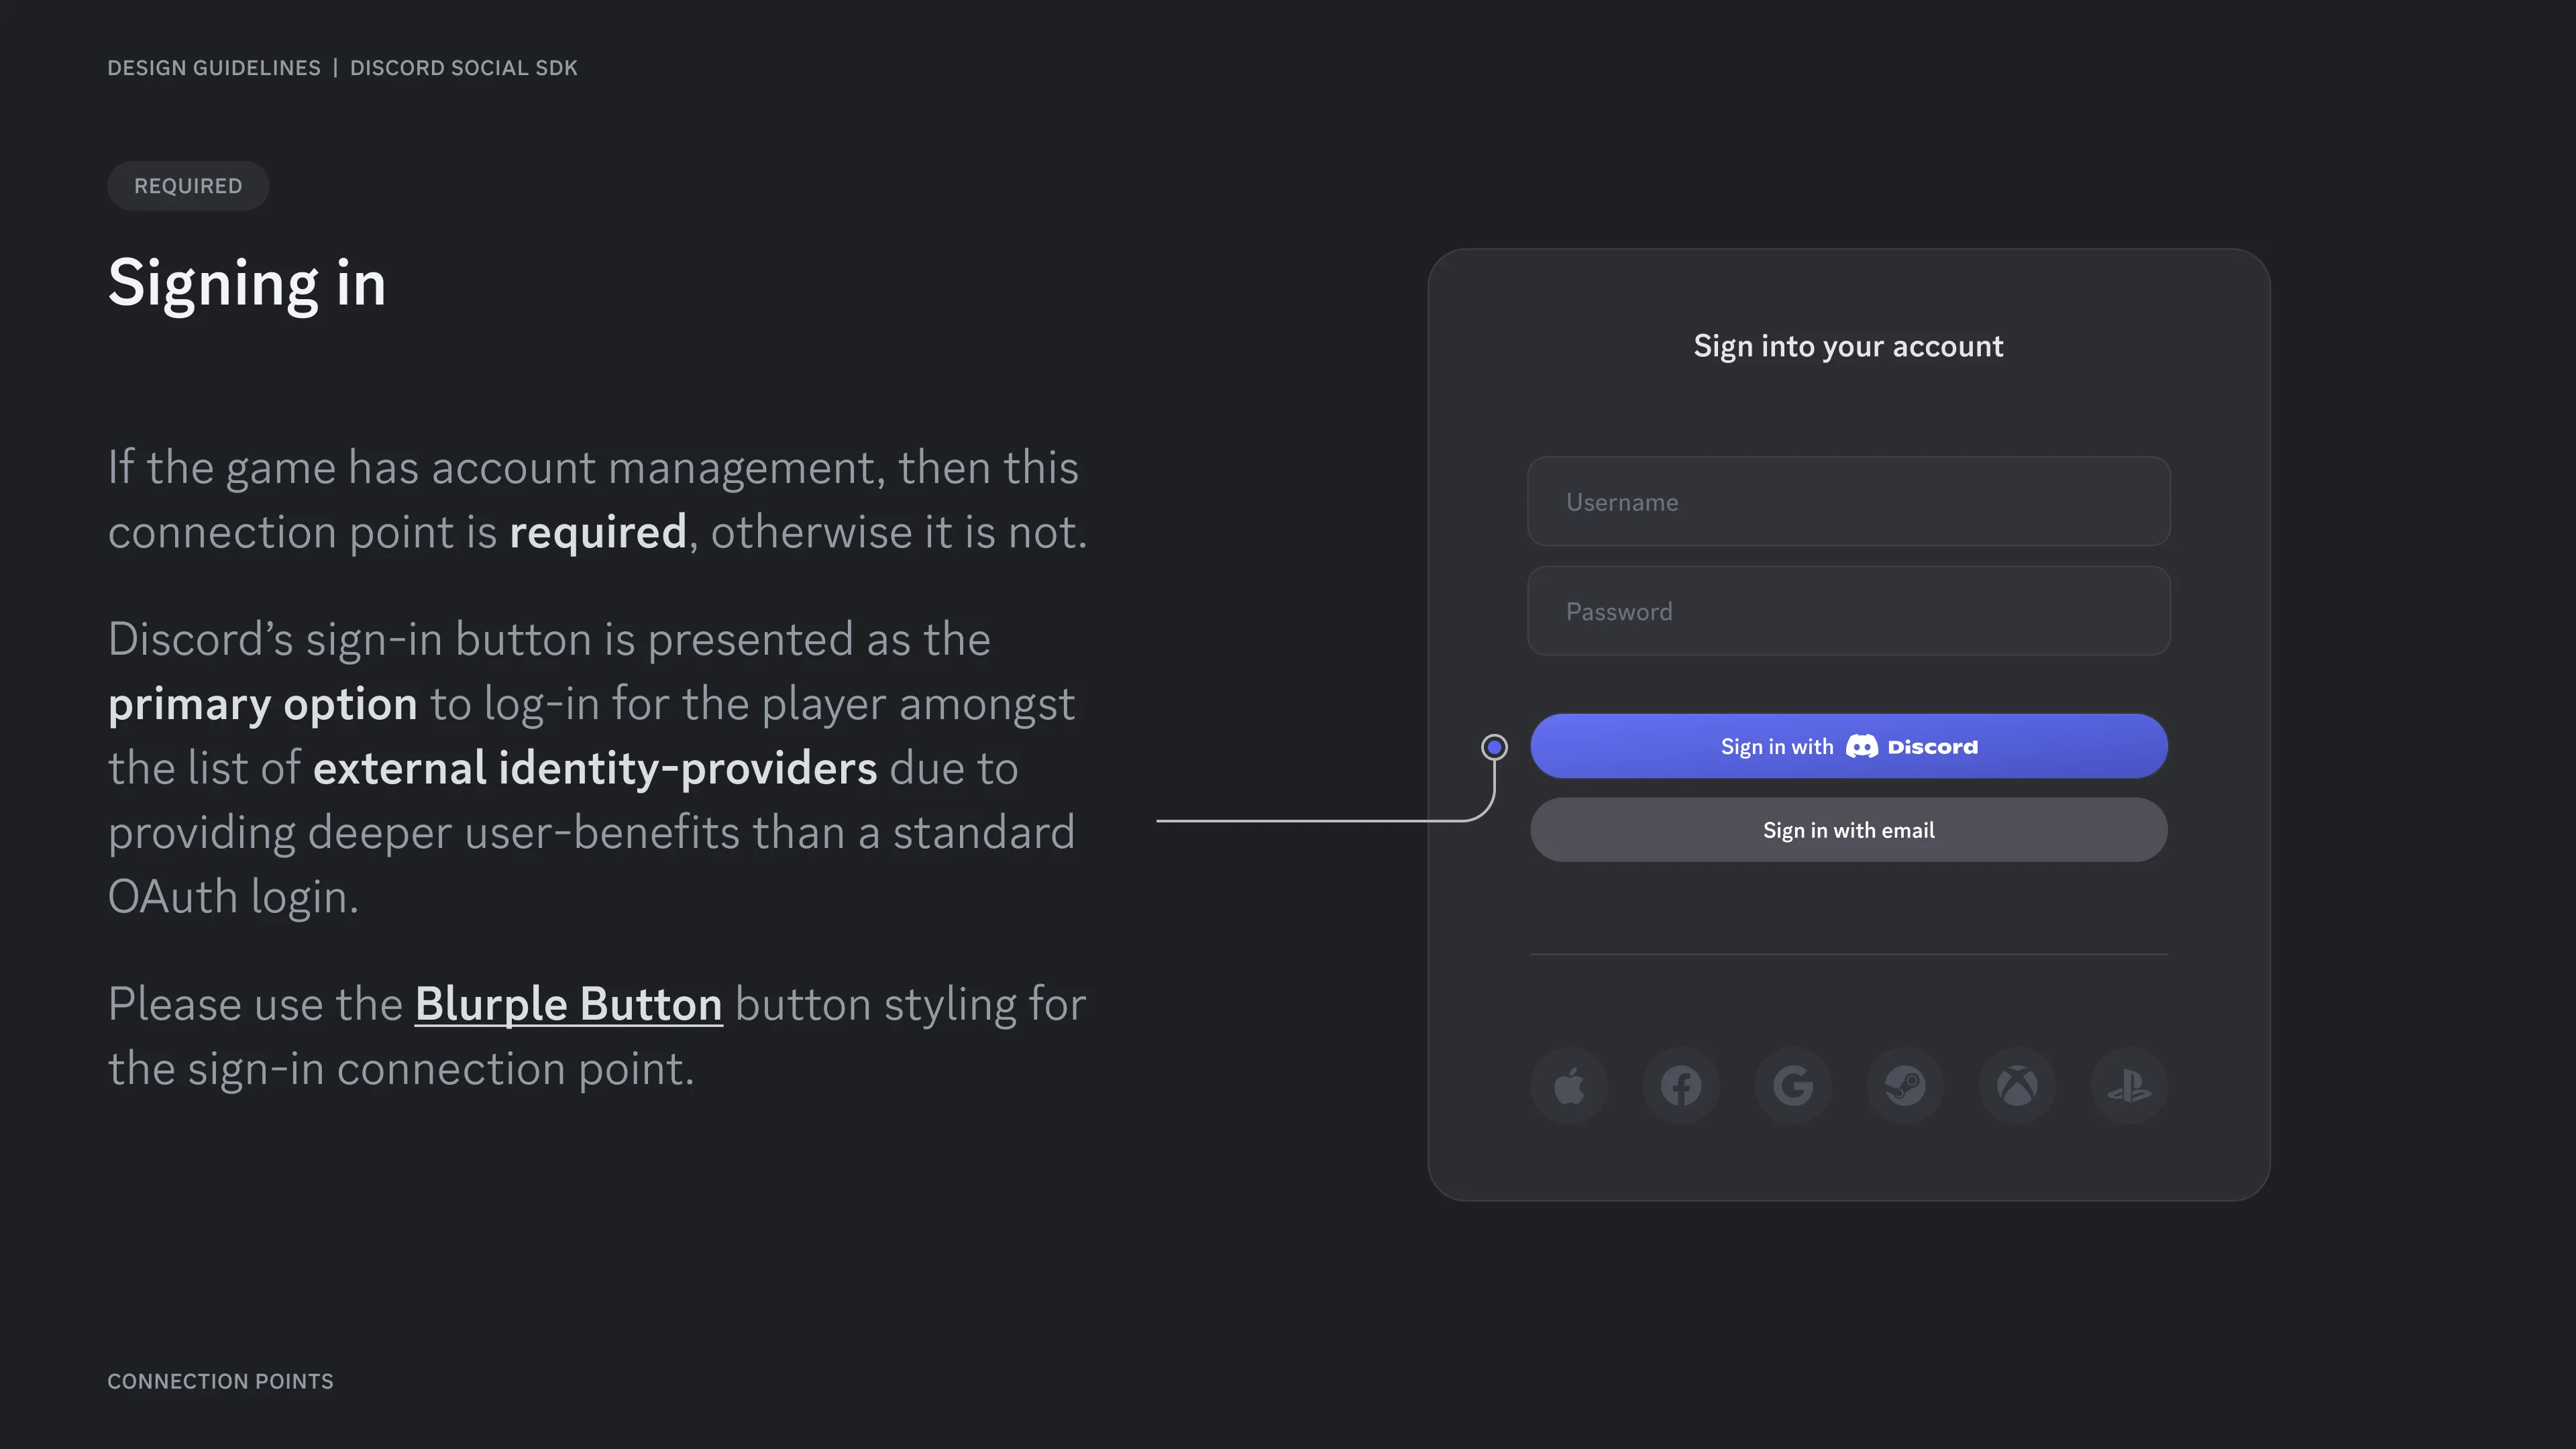 DESIGN GUIDELINES | DISCORD SOCIAL SDK
REQUIRED
Signing in
If the game has account management, then this
connection point is required, otherwise it is not.
Discord’s sign-in button is presented as the
primary option to log-in for the player amongst
the list of external identity-providers due to
providing deeper user-benefits than a standard
OAuth login.
Please use the Blurple Button button styling for
the sign-in connection point.
Sign into your account
Username
Password
Sign in with Discord
Sign in with email
CONNECTION POINTS